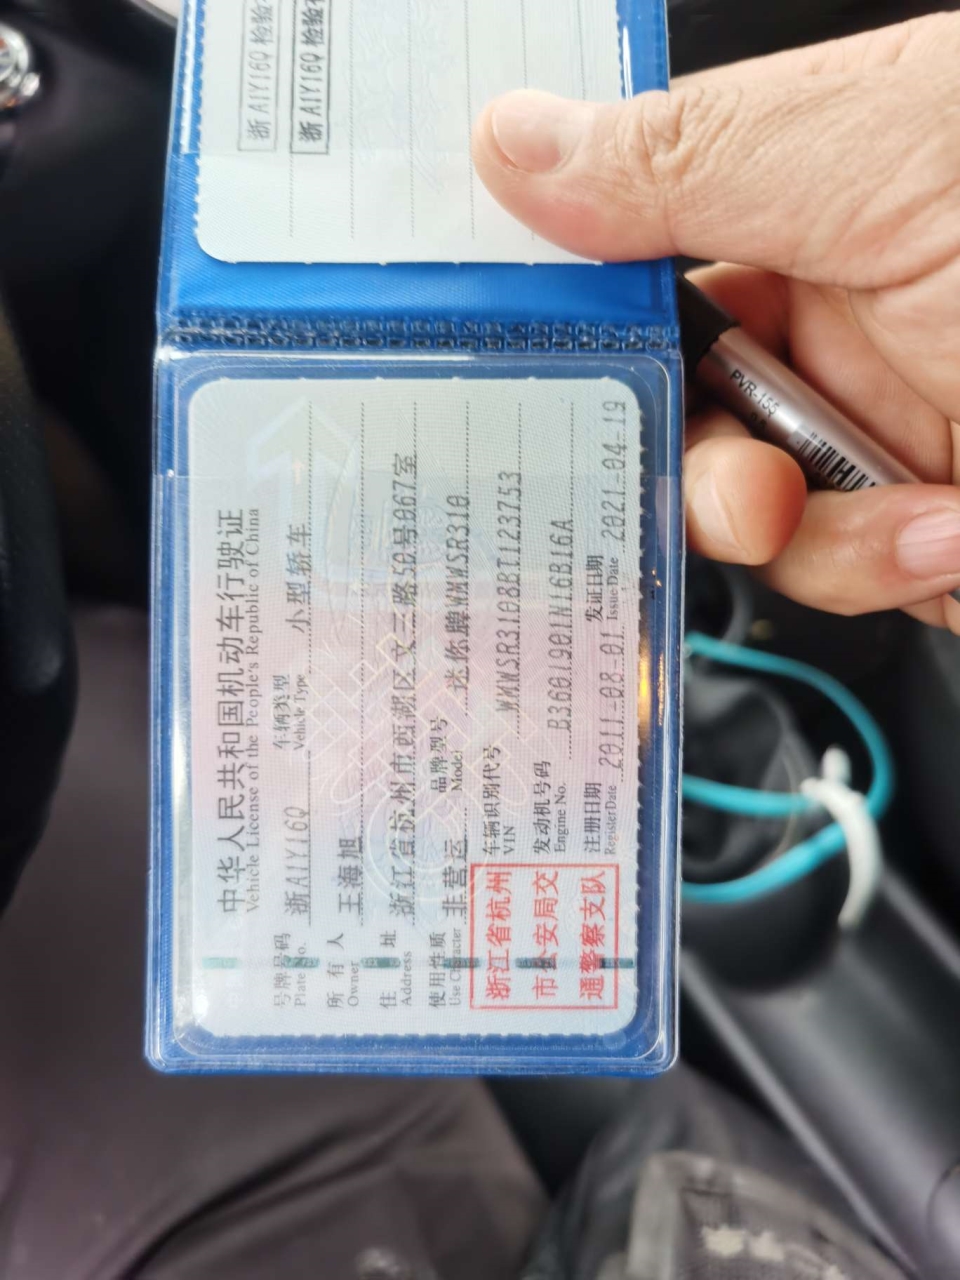 浙A1Y16Q 检验
浙A1Y16Q 检验
中华人民共和国机动车行驶证
Vehicle License of the People's Republic of China
号牌号码 浙A1Y16Q 车辆类型 小型轿车
Plate No. Vehicle Type
所有人 王海旭
Owner
住址 浙江省杭州市西湖区文三路50号067室
Address
使用性质 非营运 品牌型号 迷你牌WMWSR310
Use Character Model
浙江省杭州
市公安局交
通警察支队
车辆识别代号 WMWSR3108BT123753
VIN
发动机号码 B3601901N16B16A
Engine No.
注册日期 2011-08-01 发证日期 2021-04-19
Register Date Issue Date
PVR-155